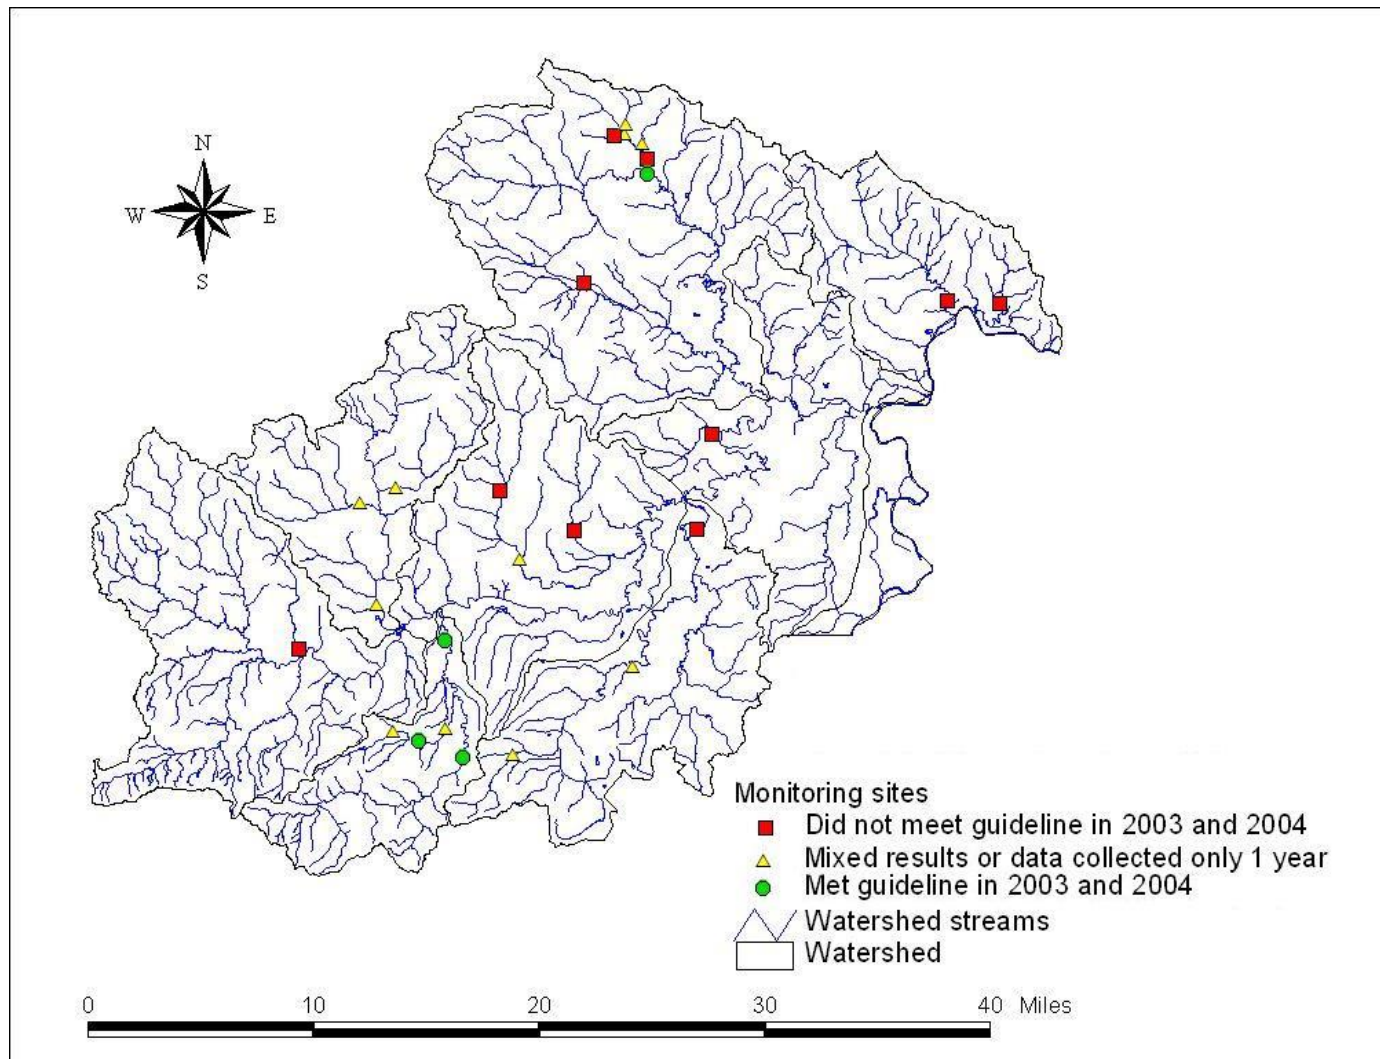 N
W E
S
Monitoring sites
Did not meet guideline in 2003 and 2004
Mixed results or data collected only 1 year
Met guideline in 2003 and 2004
Watershed streams
Watershed
0 10 20 30 40 Miles